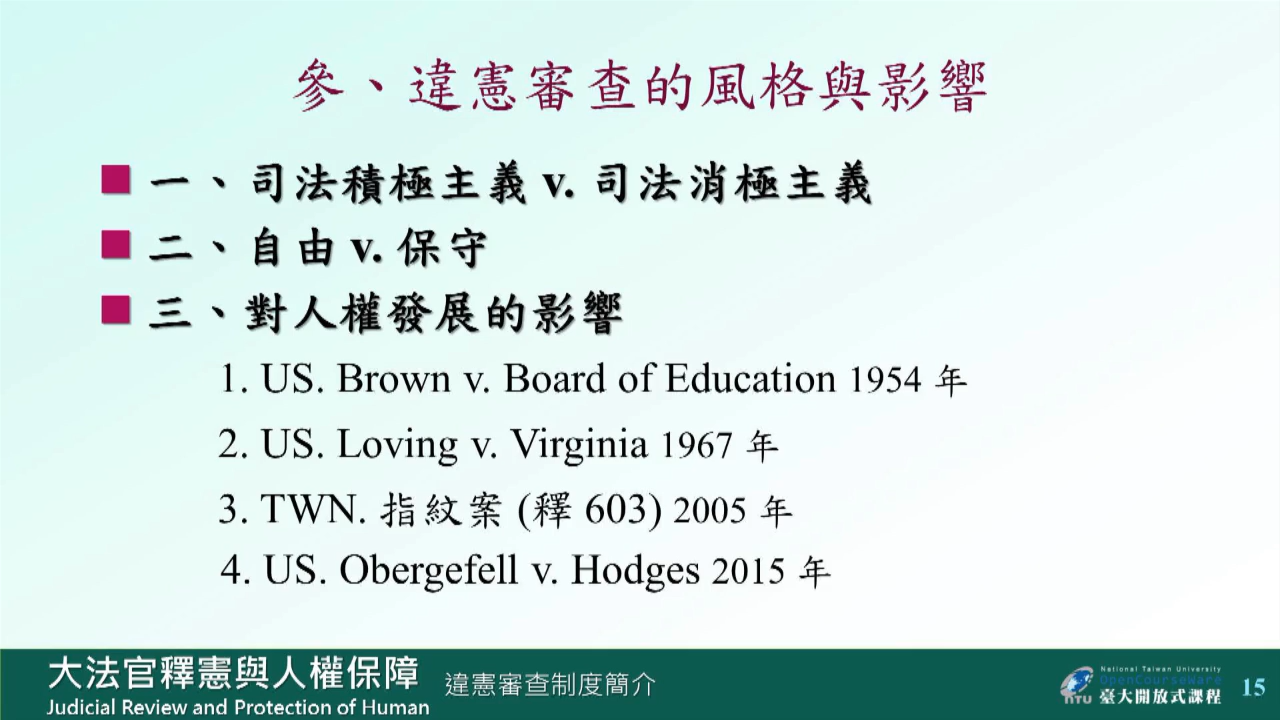 參、違憲審查的風格與影響
一、司法積極主義 v. 司法消極主義
二、自由 v. 保守
三、對人權發展的影響
1. US. Brown v. Board of Education 1954 年
2. US. Loving v. Virginia 1967 年
3. TWN. 指紋案 (釋 603) 2005 年
4. US. Obergefell v. Hodges 2015 年
大法官釋憲與人權保障
Judicial Review and Protection of Human
違憲審查制度簡介
National Taiwan University
OpenCourseWare
NTU 臺大開放式課程
15